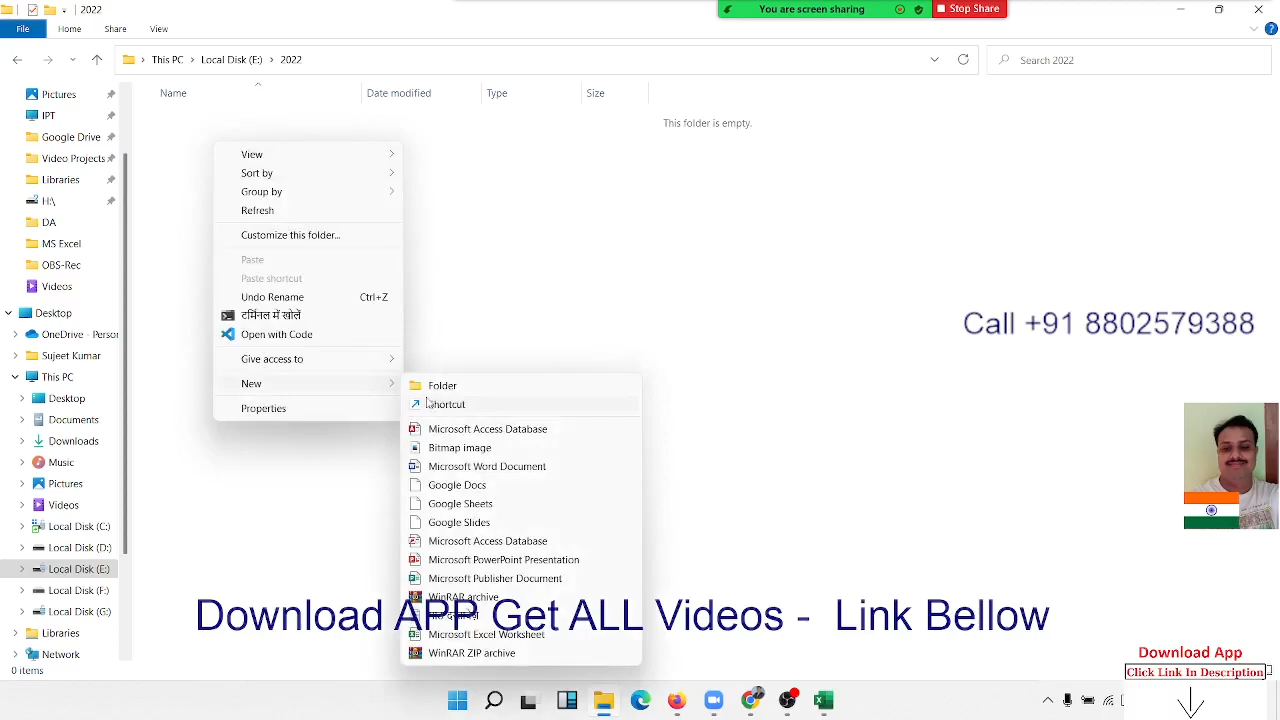 2022
You are screen sharing
Stop Share
File
Home
Share
View
This PC
Local Disk (E:)
2022
Search 2022
Name
Date modified
Type
Size
This folder is empty.
Pictures
IPT
Google Drive
Video Projects
Libraries
H:\
DA
MS Excel
OBS-Rec
Videos
Desktop
OneDrive - Person
Sujeet Kumar
This PC
Desktop
Documents
Downloads
Music
Pictures
Videos
Local Disk (C:)
Local Disk (D:)
Local Disk (E:)
Local Disk (F:)
Local Disk (G:)
Libraries
Network
0 items
View
Sort by
Group by
Refresh
Customize this folder...
Paste
Paste shortcut
Undo Rename Ctrl+Z
टर्मिनल में खोलें
Open with Code
Give access to
New
Properties
Folder
Shortcut
Microsoft Access Database
Bitmap image
Microsoft Word Document
Google Docs
Google Sheets
Google Slides
Microsoft Access Database
Microsoft PowerPoint Presentation
Microsoft Publisher Document
WinRAR archive
Microsoft Excel Worksheet
WinRAR ZIP archive
Call +91 8802579388
Download APP Get ALL Videos - Link Bellow
Download App
Click Link In Description